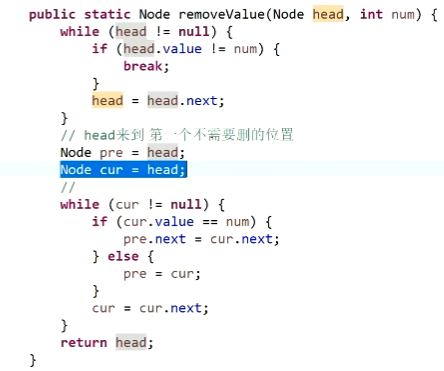 public static Node removeValue(Node head, int num) {
    while (head != null) {
        if (head.value != num) {
            break;
        }
        head = head.next;
    }
    // head来到 第一个不需要删的位置
    Node pre = head;
    Node cur = head;
    //
    while (cur != null) {
        if (cur.value == num) {
            pre.next = cur.next;
        } else {
            pre = cur;
        }
        cur = cur.next;
    }
    return head;
}